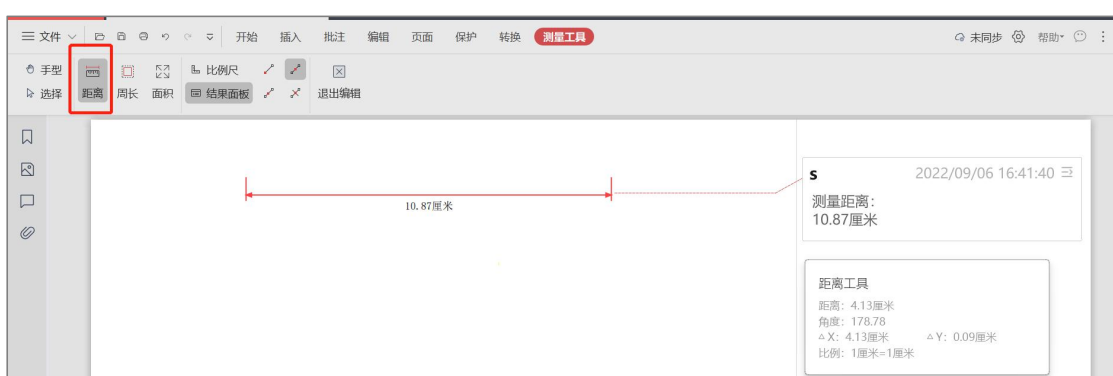 文件 开始 插入 批注 编辑 页面 保护 转换 测量工具 未同步 帮助
手型 比例尺
选择 距离 周长 面积 结果面板 退出编辑
S 2022/09/06 16:41:40
测量距离:
10.87厘米
10.87厘米
距离工具
距离: 4.13厘米
角度: 178.78
△X: 4.13厘米 △Y: 0.09厘米
比例: 1厘米=1厘米